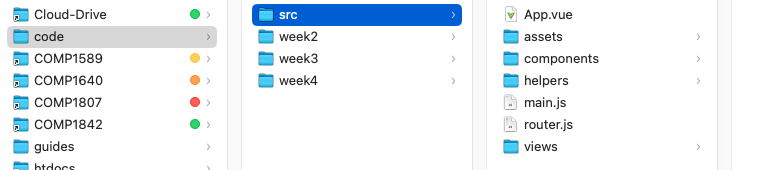 Cloud-Drive
code
COMP1589
COMP1640
COMP1807
COMP1842
guides
htdocs
src
week2
week3
week4
App.vue
assets
components
helpers
main.js
router.js
views